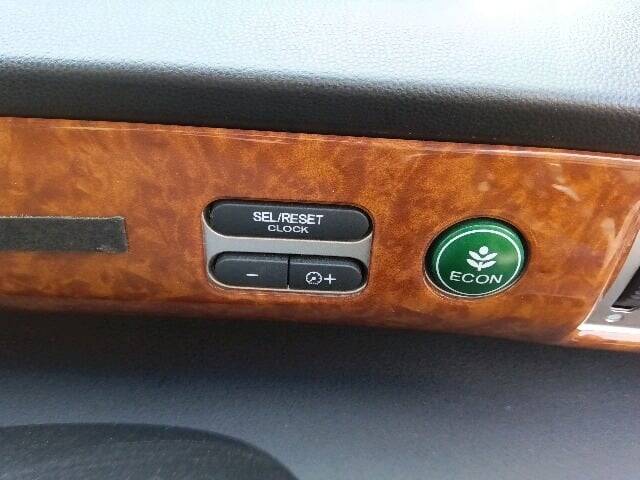 SEL/RESET
CLOCK
- +
ECON